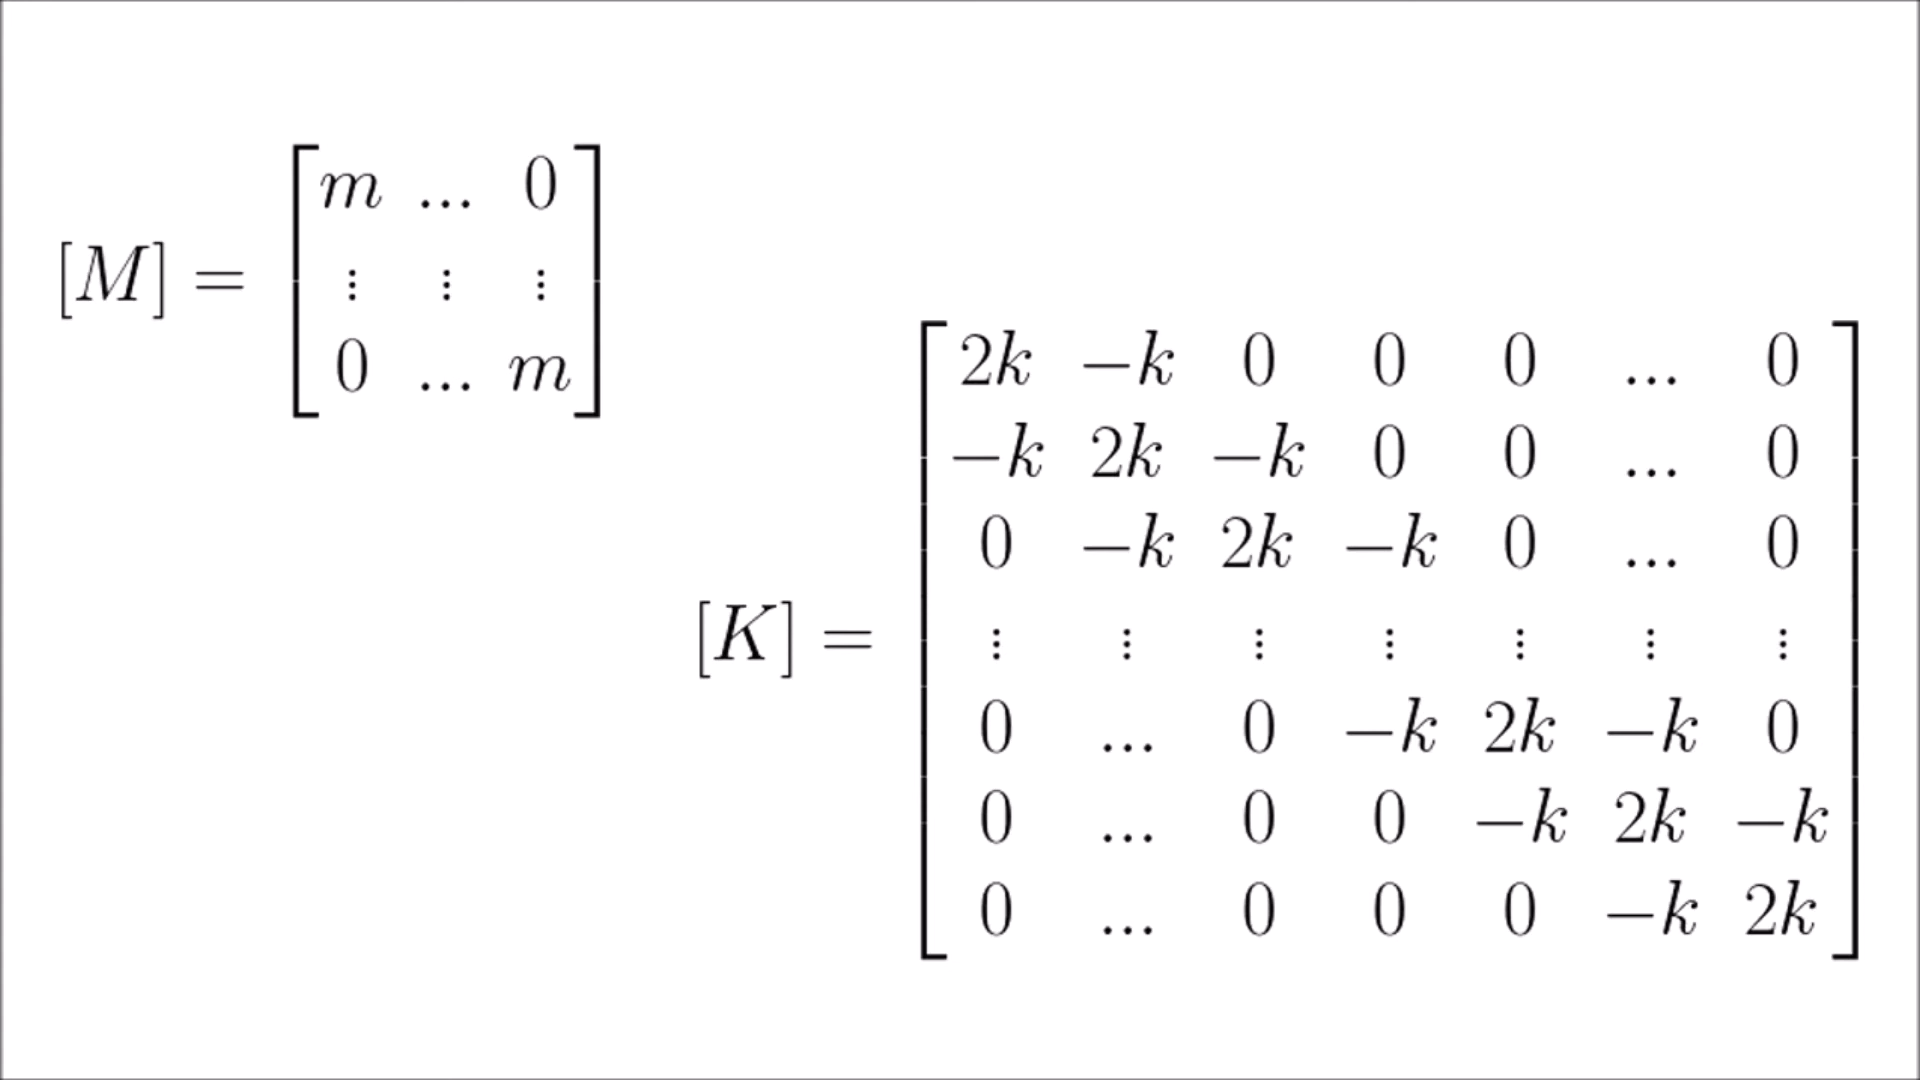 [M] =
m ... 0
⋮ ⋮ ⋮
0 ... m
[K] =
2k −k 0 0 0 ... 0
−k 2k −k 0 0 ... 0
0 −k 2k −k 0 ... 0
⋮ ⋮ ⋮ ⋮ ⋮ ⋮ ⋮
0 ... 0 −k 2k −k 0
0 ... 0 0 −k 2k −k
0 ... 0 0 0 −k 2k